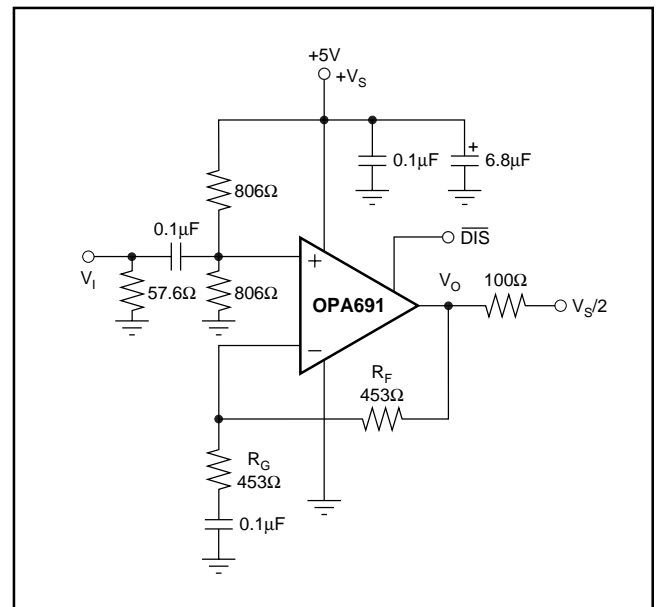 +5V
+V_S
0.1μF
+
6.8μF
806Ω
0.1μF
D̅I̅S̅
V_I
+
57.6Ω
806Ω
OPA691
V_O
100Ω
V_S/2
−
R_F
453Ω
R_G
453Ω
0.1μF